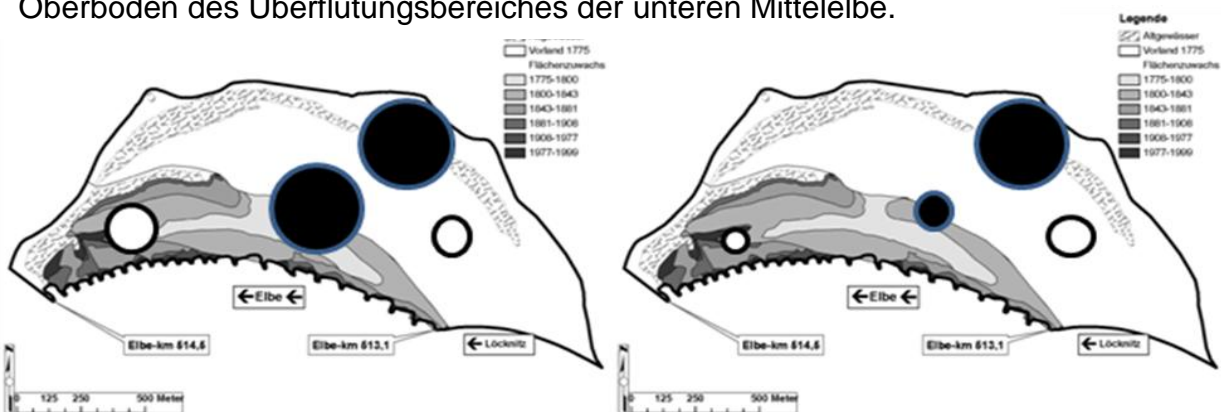 Oberboden des Überflutungsbereiches der unteren Mittelelbe.
Vorland 1775
Flächenzuwachs
1775-1800
1800-1843
1843-1881
1881-1908
1908-1977
1977-1999
←Elbe←
Elbe-km 514,5
Elbe-km 513,1
← Löcknitz
0 125 250 500 Meter
Legende
Altgewässer
Vorland 1775
Flächenzuwachs
1775-1800
1800-1843
1843-1881
1881-1908
1908-1977
1977-1999
←Elbe←
Elbe-km 514,5
Elbe-km 513,1
← Löcknitz
0 125 250 500 Meter